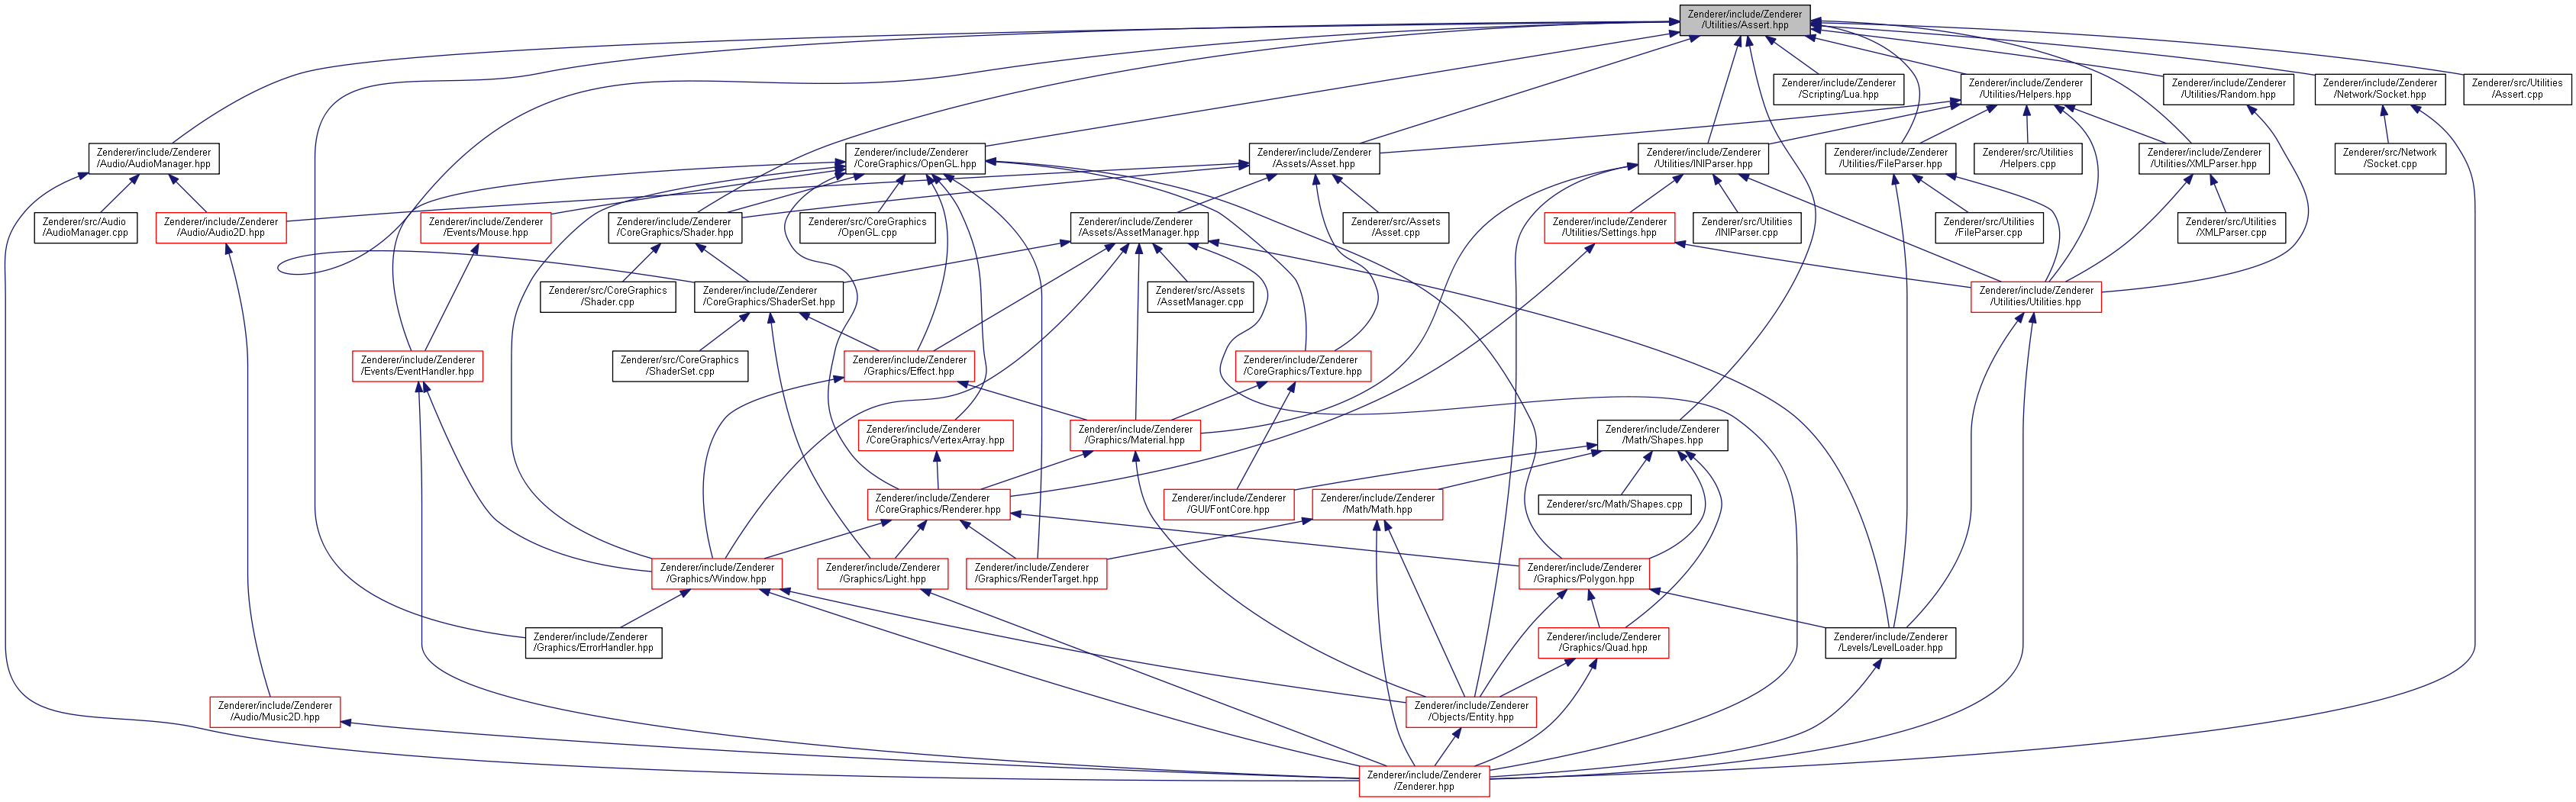 Zenderer/include/Zenderer
/Utilities/Assert.hpp
Zenderer/include/Zenderer
/Scripting/Lua.hpp
Zenderer/include/Zenderer
/Utilities/Helpers.hpp
Zenderer/include/Zenderer
/Utilities/Random.hpp
Zenderer/include/Zenderer
/Network/Socket.hpp
Zenderer/src/Utilities
/Assert.cpp
Zenderer/include/Zenderer
/Audio/AudioManager.hpp
Zenderer/include/Zenderer
/CoreGraphics/OpenGL.hpp
Zenderer/include/Zenderer
/Assets/Asset.hpp
Zenderer/include/Zenderer
/Utilities/INIParser.hpp
Zenderer/include/Zenderer
/Utilities/FileParser.hpp
Zenderer/src/Utilities
/Helpers.cpp
Zenderer/include/Zenderer
/Utilities/XMLParser.hpp
Zenderer/src/Network
/Socket.cpp
Zenderer/src/Audio
/AudioManager.cpp
Zenderer/include/Zenderer
/Audio/Audio2D.hpp
Zenderer/include/Zenderer
/Events/Mouse.hpp
Zenderer/include/Zenderer
/CoreGraphics/Shader.hpp
Zenderer/src/CoreGraphics
/OpenGL.cpp
Zenderer/include/Zenderer
/Assets/AssetManager.hpp
Zenderer/src/Assets
/Asset.cpp
Zenderer/include/Zenderer
/Utilities/Settings.hpp
Zenderer/src/Utilities
/INIParser.cpp
Zenderer/src/Utilities
/FileParser.cpp
Zenderer/src/Utilities
/XMLParser.cpp
Zenderer/src/CoreGraphics
/Shader.cpp
Zenderer/include/Zenderer
/CoreGraphics/ShaderSet.hpp
Zenderer/src/Assets
/AssetManager.cpp
Zenderer/include/Zenderer
/Utilities/Utilities.hpp
Zenderer/include/Zenderer
/Events/EventHandler.hpp
Zenderer/src/CoreGraphics
/ShaderSet.cpp
Zenderer/include/Zenderer
/Graphics/Effect.hpp
Zenderer/include/Zenderer
/CoreGraphics/Texture.hpp
Zenderer/include/Zenderer
/CoreGraphics/VertexArray.hpp
Zenderer/include/Zenderer
/Graphics/Material.hpp
Zenderer/include/Zenderer
/Math/Shapes.hpp
Zenderer/include/Zenderer
/CoreGraphics/Renderer.hpp
Zenderer/include/Zenderer
/GUI/FontCore.hpp
Zenderer/include/Zenderer
/Math/Math.hpp
Zenderer/src/Math/Shapes.cpp
Zenderer/include/Zenderer
/Graphics/Window.hpp
Zenderer/include/Zenderer
/Graphics/Light.hpp
Zenderer/include/Zenderer
/Graphics/RenderTarget.hpp
Zenderer/include/Zenderer
/Graphics/Polygon.hpp
Zenderer/include/Zenderer
/Graphics/ErrorHandler.hpp
Zenderer/include/Zenderer
/Graphics/Quad.hpp
Zenderer/include/Zenderer
/Levels/LevelLoader.hpp
Zenderer/include/Zenderer
/Audio/Music2D.hpp
Zenderer/include/Zenderer
/Objects/Entity.hpp
Zenderer/include/Zenderer
/Zenderer.hpp